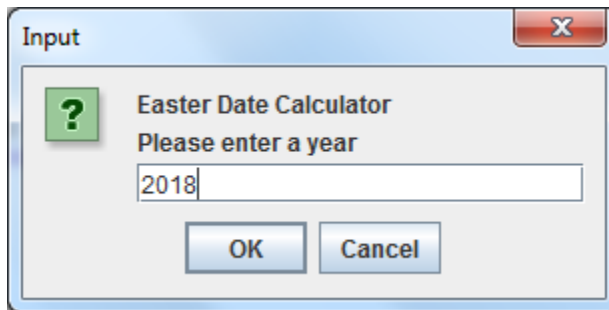 Input
Easter Date Calculator
Please enter a year
2018
OK Cancel